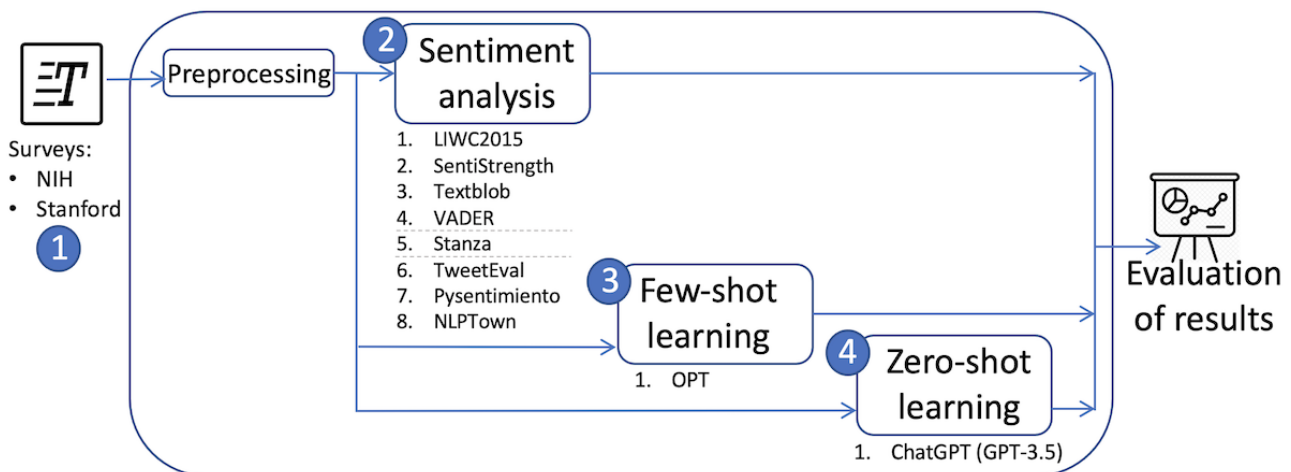 T
Surveys:
• NIH
• Stanford
1
Preprocessing
2
Sentiment
analysis
1. LIWC2015
2. SentiStrength
3. Textblob
4. VADER
5. Stanza
6. TweetEval
7. Pysentimiento
8. NLPTown
3
Few-shot
learning
1. OPT
4
Zero-shot
learning
1. ChatGPT (GPT-3.5)
Evaluation
of results